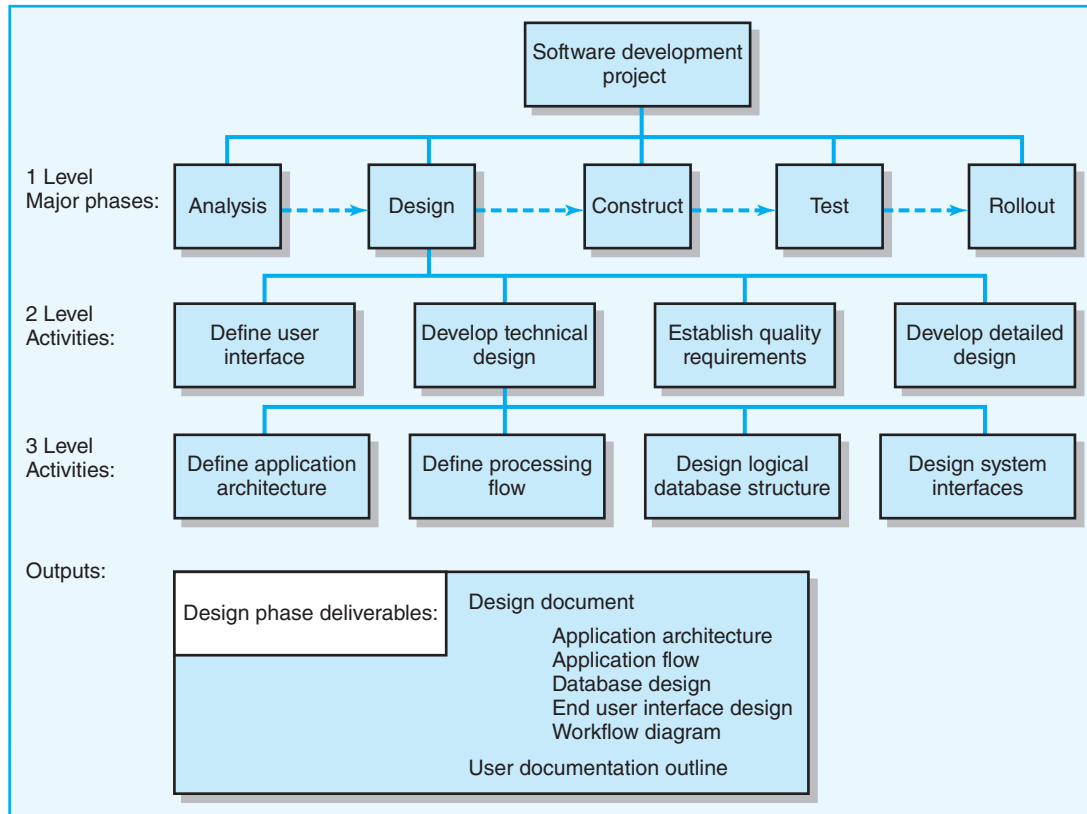 Software development
project
1 Level
Major phases:
Analysis
Design
Construct
Test
Rollout
2 Level
Activities:
Define user
interface
Develop technical
design
Establish quality
requirements
Develop detailed
design
3 Level
Activities:
Define application
architecture
Define processing
flow
Design logical
database structure
Design system
interfaces
Outputs:
Design phase deliverables:
Design document
Application architecture
Application flow
Database design
End user interface design
Workflow diagram
User documentation outline